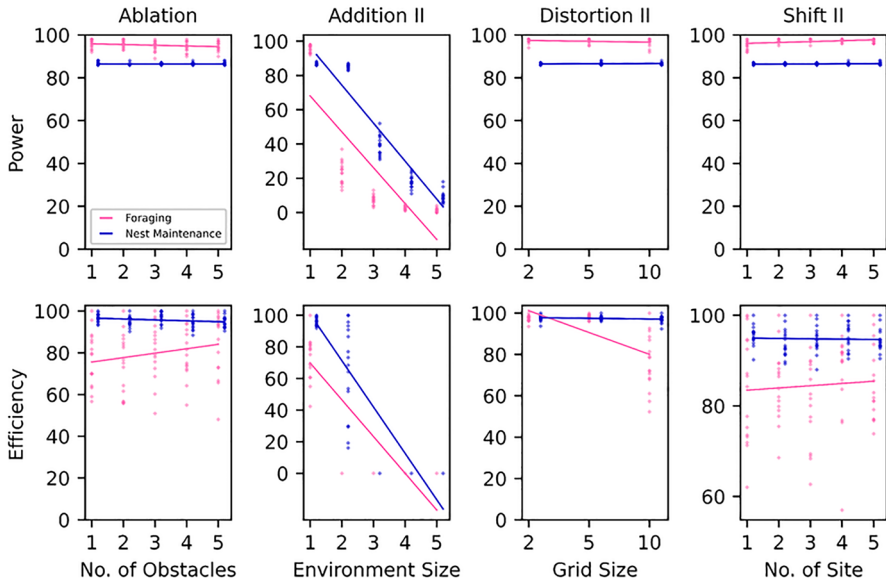 Ablation Addition II Distortion II Shift II
Power
100 100 100 100
80 80 80 80
60 60 60 60
40 40 40 40
20 20 20 20
0 0 0 0
Foraging
Nest Maintenance
1 2 3 4 5 1 2 3 4 5 2 5 10 1 2 3 4 5
Efficiency
100 100 100 100
80 80 80 80
60 60 60 60
40 40 40
20 20 20
0 0 0
1 2 3 4 5 1 2 3 4 5 2 5 10 1 2 3 4 5
No. of Obstacles Environment Size Grid Size No. of Site